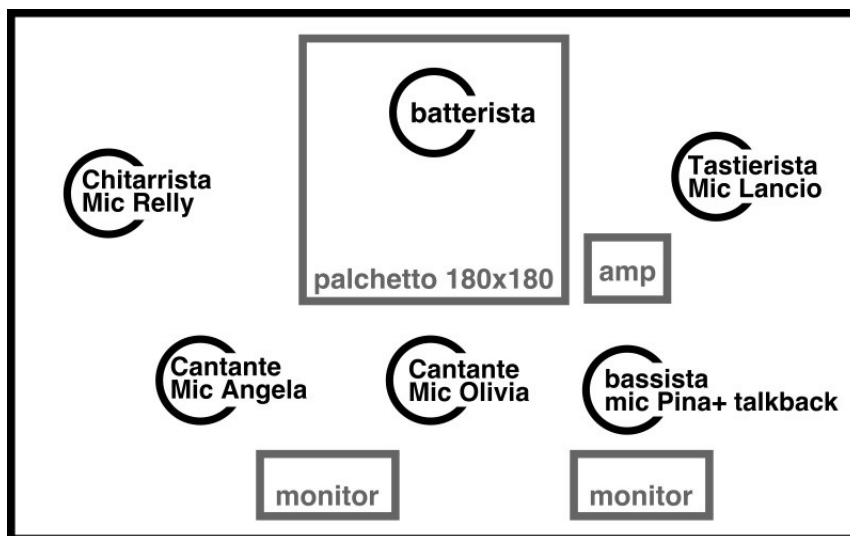 batterista
Chitarrista
Mic Relly
Tastierista
Mic Lancio
palchetto 180x180
amp
Cantante
Mic Angela
Cantante
Mic Olivia
bassista
mic Pina+ talkback
monitor
monitor